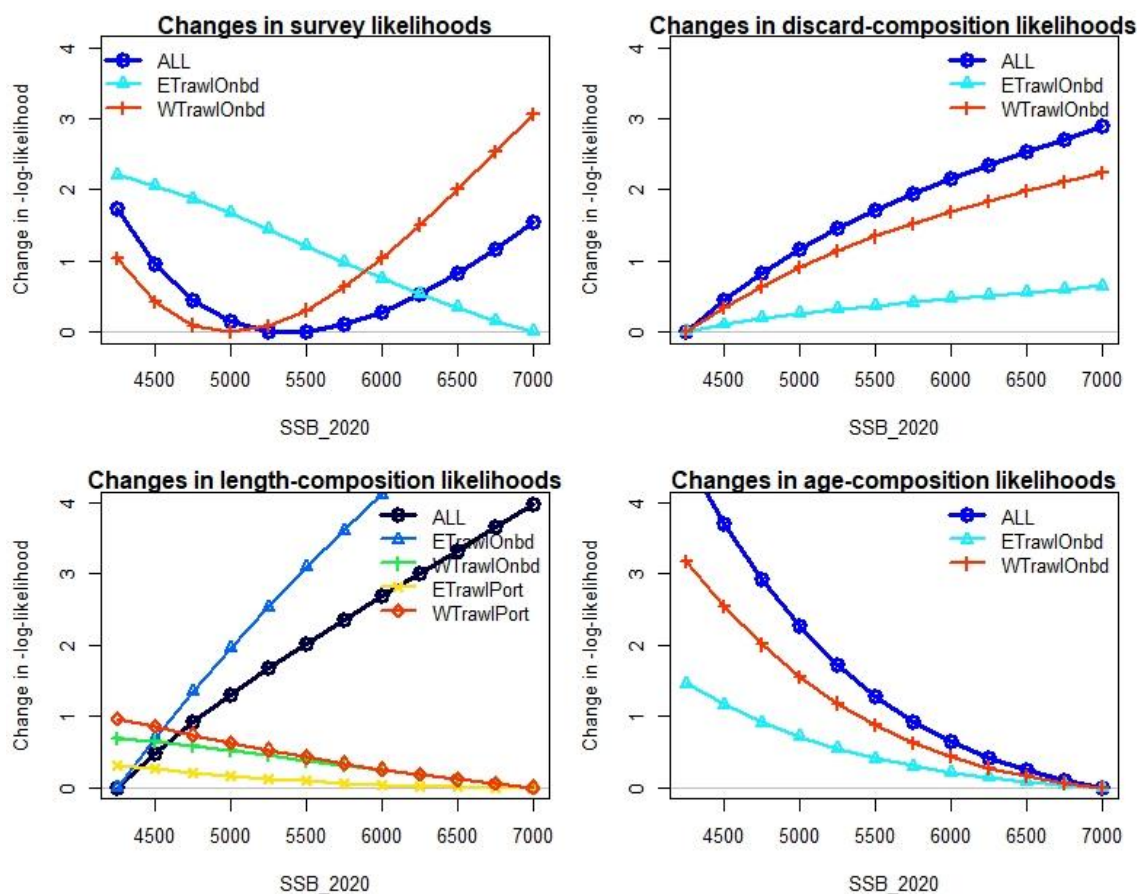 Changes in survey likelihoods
ALL
ETrawlOnbd
WTrawlOnbd
Change in -log-likelihood
4
3
2
1
0
4500 5000 5500 6000 6500 7000
SSB_2020
Changes in discard-composition likelihoods
ALL
ETrawlOnbd
WTrawlOnbd
Change in -log-likelihood
4
3
2
1
0
4500 5000 5500 6000 6500 7000
SSB_2020
Changes in length-composition likelihoods
ALL
ETrawlOnbd
WTrawlOnbd
ETrawlPort
WTrawlPort
Change in -log-likelihood
4
3
2
1
0
4500 5000 5500 6000 6500 7000
SSB_2020
Changes in age-composition likelihoods
ALL
ETrawlOnbd
WTrawlOnbd
Change in -log-likelihood
4
3
2
1
0
4500 5000 5500 6000 6500 7000
SSB_2020